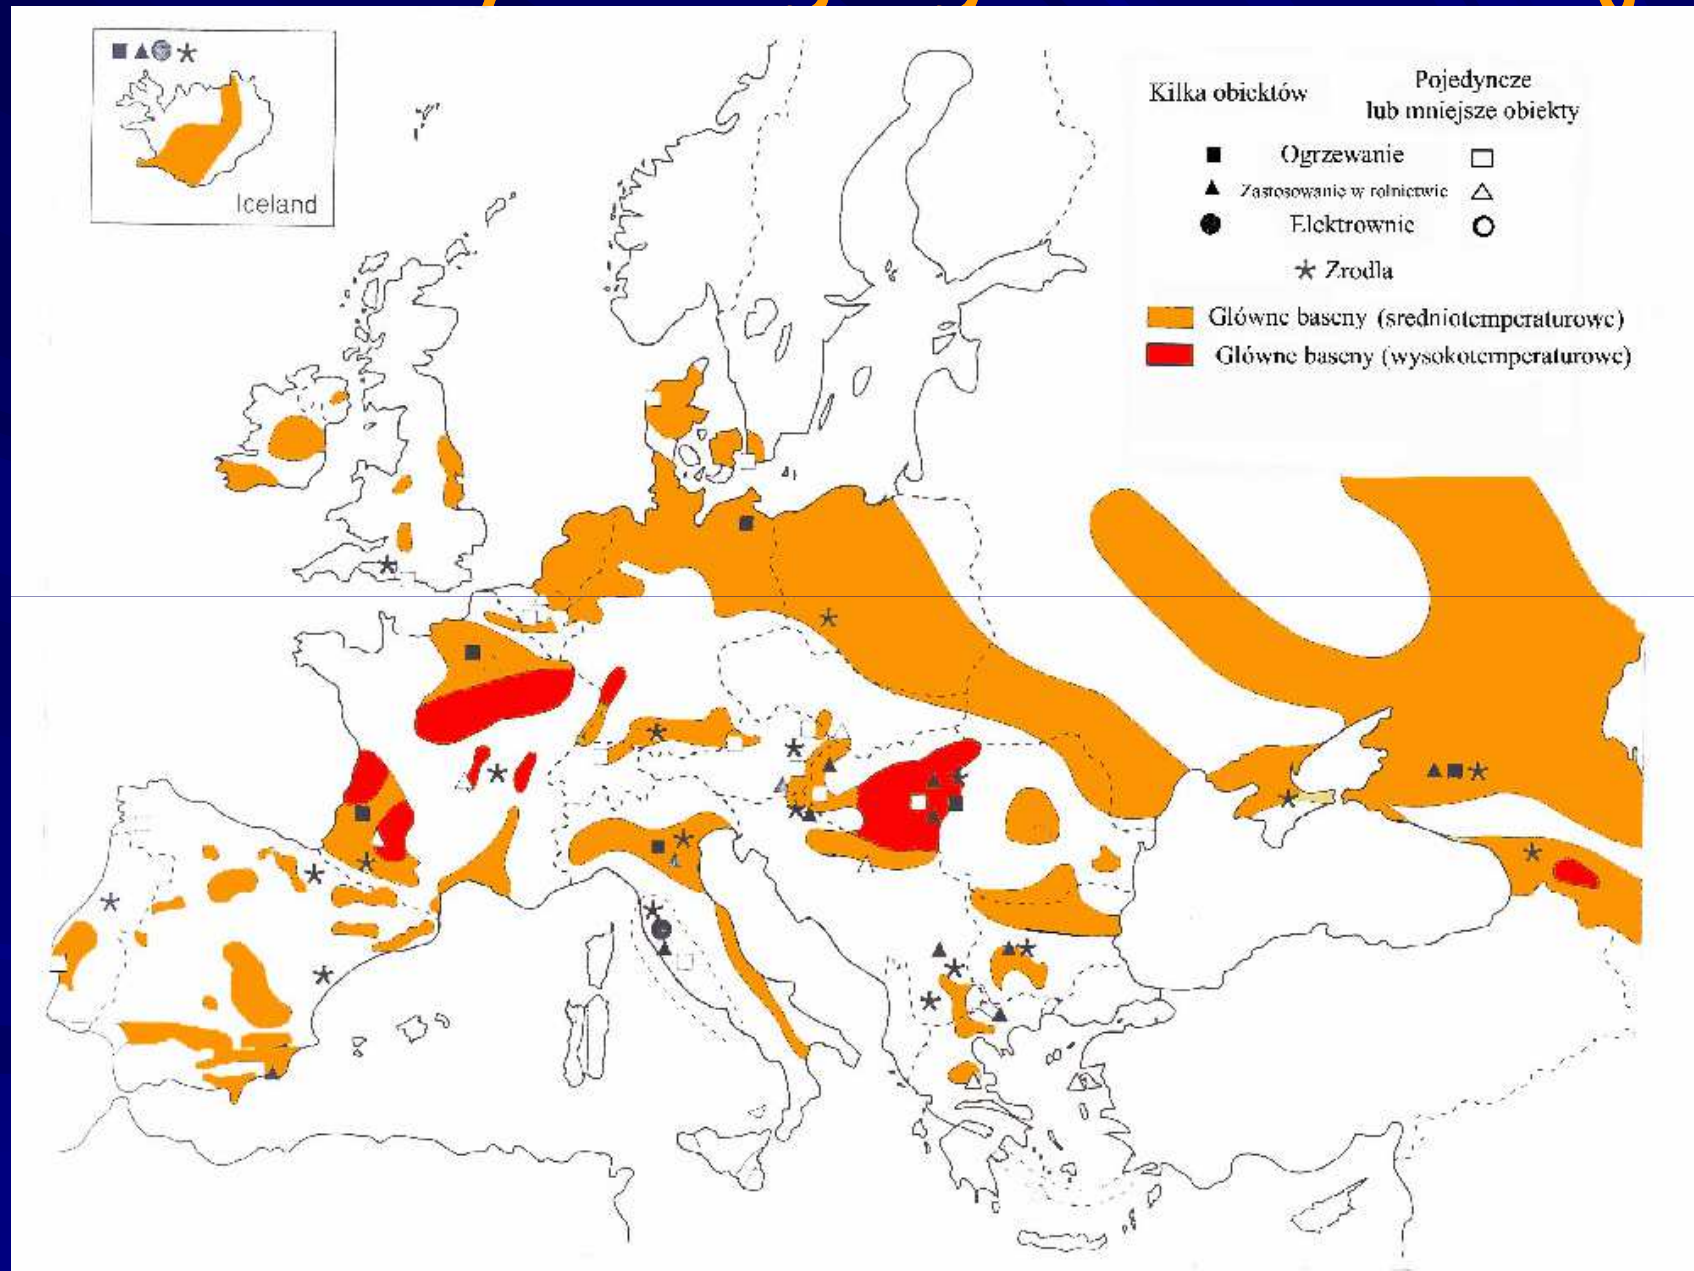 Iceland
Kilka obiektów
Pojedyncze
lub mniejsze obiekty
Ogrzewanie
Zastosowanie w rolnictwie
Elektrownie
Zrodla
Główne baseny (sredniotemperaturowe)
Główne baseny (wysokotemperaturowe)